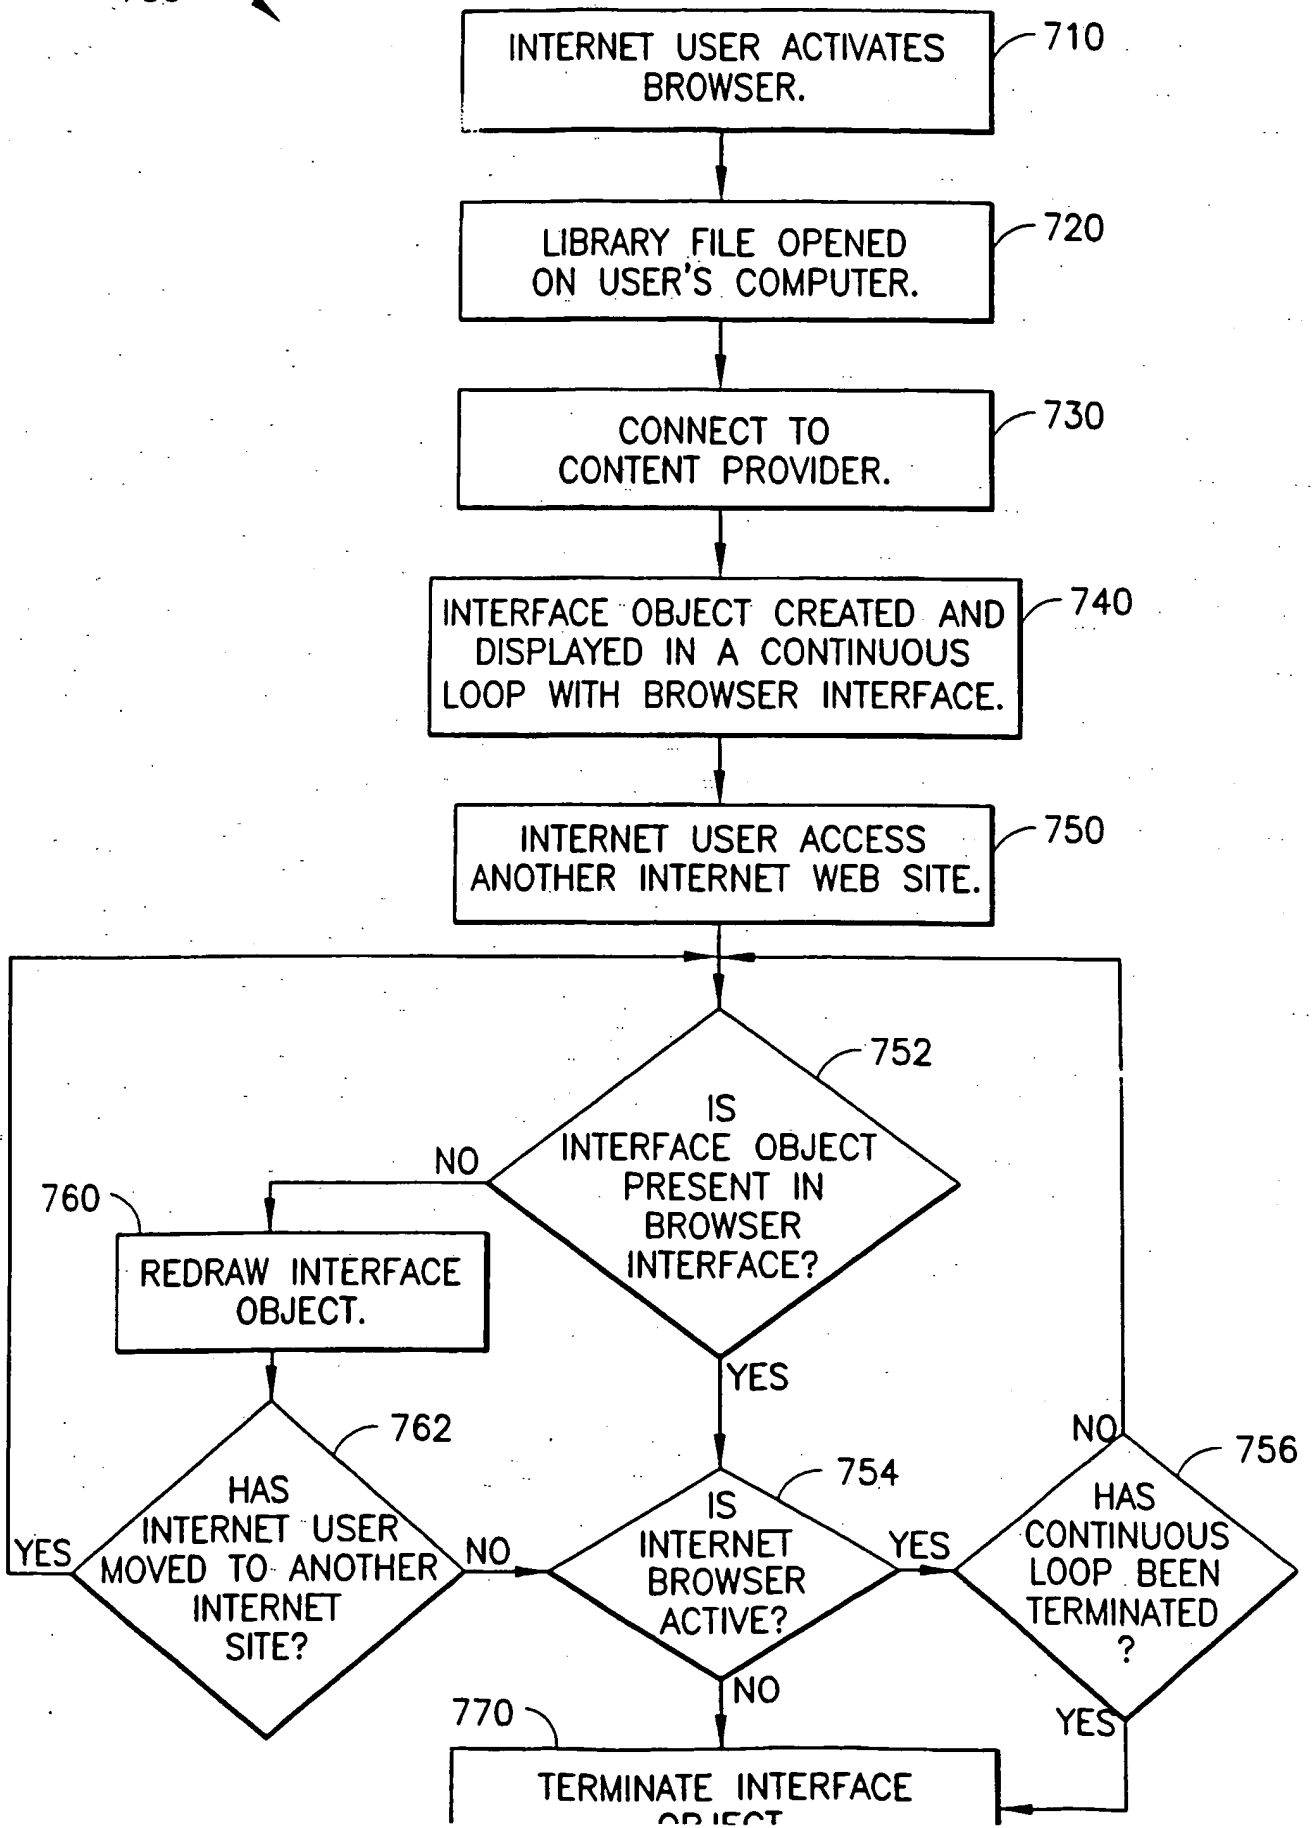 710
INTERNET USER ACTIVATES
BROWSER.
720
LIBRARY FILE OPENED
ON USER'S COMPUTER.
730
CONNECT TO
CONTENT PROVIDER.
740
INTERFACE OBJECT CREATED AND
DISPLAYED IN A CONTINUOUS
LOOP WITH BROWSER INTERFACE.
750
INTERNET USER ACCESS
ANOTHER INTERNET WEB SITE.
752
IS
INTERFACE OBJECT
PRESENT IN
BROWSER
INTERFACE?
NO
760
REDRAW INTERFACE
OBJECT.
YES
762
HAS
INTERNET USER
MOVED TO ANOTHER
INTERNET
SITE?
YES
NO
754
IS
INTERNET
BROWSER
ACTIVE?
YES
NO
756
HAS
CONTINUOUS
LOOP BEEN
TERMINATED
?
NO
YES
770
TERMINATE INTERFACE
OBJECT